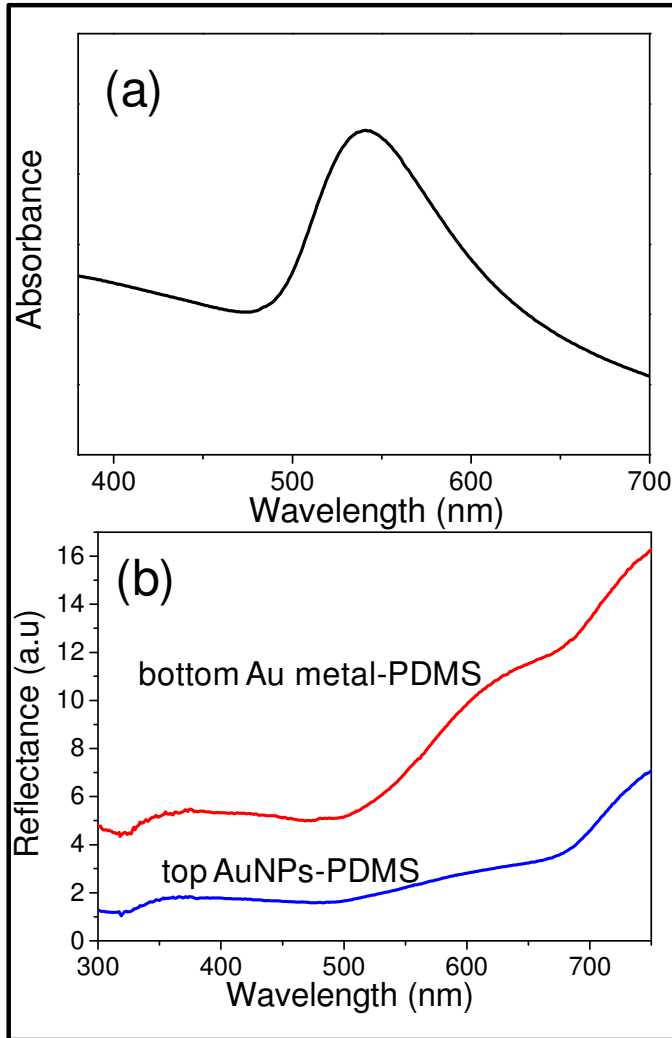 (a)
Absorbance
400 500 600 700
Wavelength (nm)
(b)
Reflectance (a.u)
16
14
12
10
8
6
4
2
0
bottom Au metal-PDMS
top AuNPs-PDMS
300 400 500 600 700
Wavelength (nm)